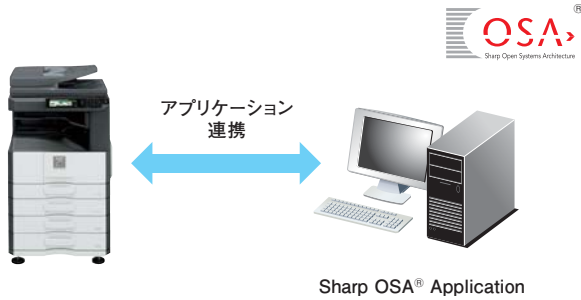 OSA
®
Sharp Open Systems Architecture
アプリケーション
連携
Sharp OSA® Application